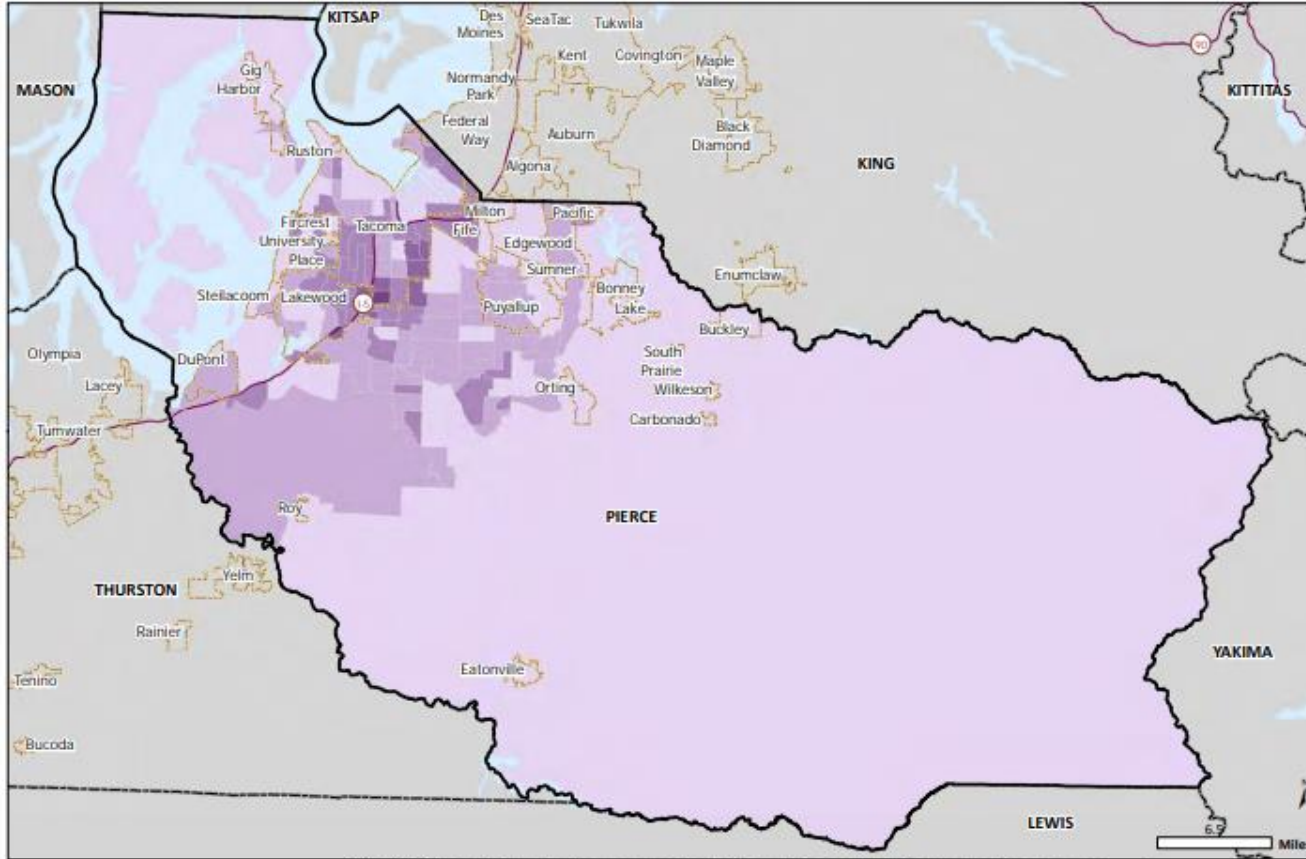 KITSAP
Des
Moines
SeaTac
Tukwila
Kent
Covington
Maple
Valley
90
MASON
Gig
Harbor
Normandy
Park
KITTITAS
Federal
Way
Auburn
Black
Diamond
Ruston
Algona
KING
Fircrest
Tacoma
Milton
Pacific
Fife
University
Place
Edgewood
Sumner
Enumclaw
Steilacoom
Lakewood
Puyallup
Bonney
Lake
Buckley
Olympia
DuPont
South
Prairie
Lacey
Orting
Wilkeson
Carbonado
Tumwater
Roy
PIERCE
Yelm
THURSTON
Rainier
YAKIMA
Eatonville
Tenino
Bucoda
LEWIS
6.5
Mile